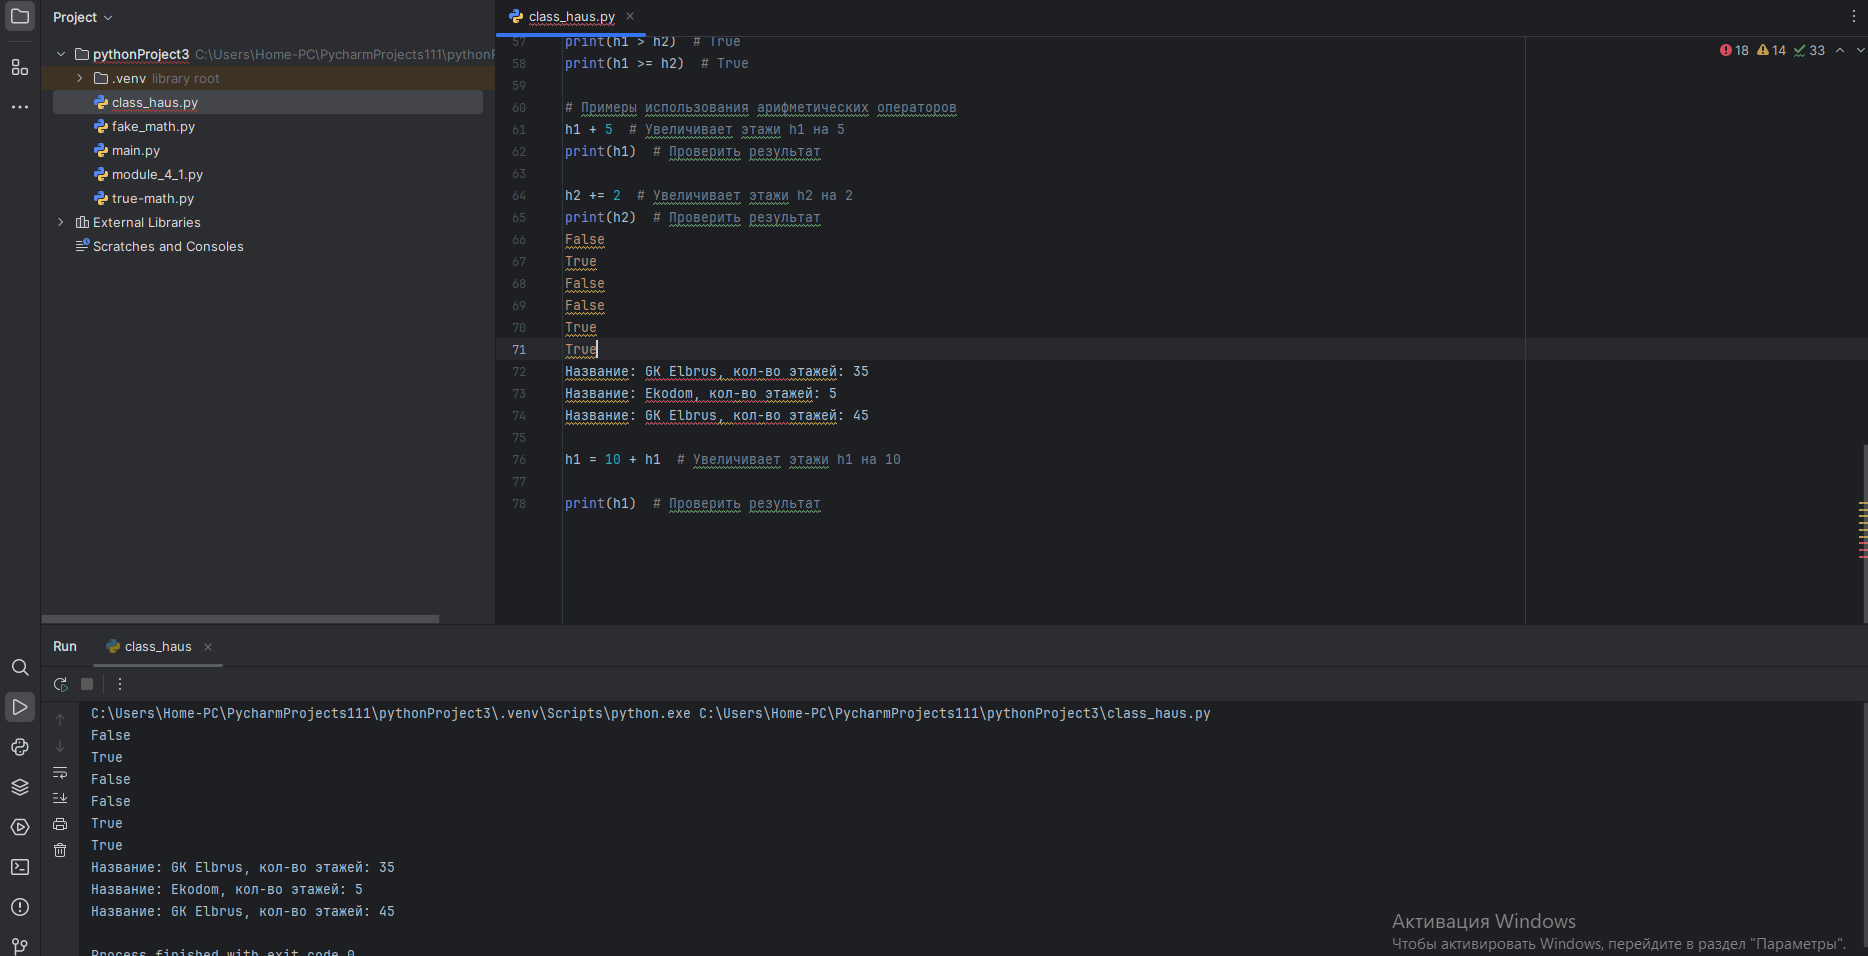 Project
pythonProject3 C:\Users\Home-PC\PycharmProjects111\pythonP
.venv library root
class_haus.py
fake_math.py
main.py
module_4_1.py
true-math.py
External Libraries
Scratches and Consoles
class_haus.py
18 14 33
57 print(h1 > h2)  # True
58 print(h1 >= h2)  # True
59
60 # Примеры использования арифметических операторов
61 h1 + 5  # Увеличивает этажи h1 на 5
62 print(h1)  # Проверить результат
63
64 h2 += 2  # Увеличивает этажи h2 на 2
65 print(h2)  # Проверить результат
66 False
67 True
68 False
69 False
70 True
71 True
72 Название: GK Elbrus, кол-во этажей: 35
73 Название: Ekodom, кол-во этажей: 5
74 Название: GK Elbrus, кол-во этажей: 45
75
76 h1 = 10 + h1  # Увеличивает этажи h1 на 10
77
78 print(h1)  # Проверить результат
Run class_haus
C:\Users\Home-PC\PycharmProjects111\pythonProject3\.venv\Scripts\python.exe C:\Users\Home-PC\PycharmProjects111\pythonProject3\class_haus.py
False
True
False
False
True
True
Название: GK Elbrus, кол-во этажей: 35
Название: Ekodom, кол-во этажей: 5
Название: GK Elbrus, кол-во этажей: 45
Process finished with exit code 0
Активация Windows
Чтобы активировать Windows, перейдите в раздел "Параметры".